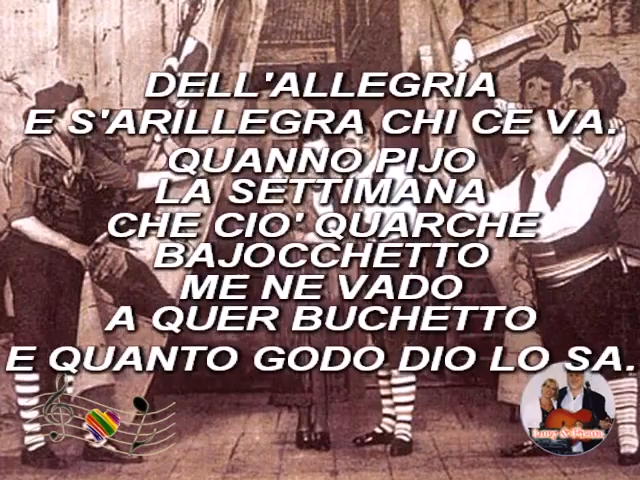 DELL'ALLEGRIA
E S'ARILLEGRA CHI CE VA.
QUANNO PIJO
LA SETTIMANA
CHE CIO' QUARCHE
BAJOCCHETTO
ME NE VADO
A QUER BUCHETTO
E QUANTO GODO DIO LO SA.